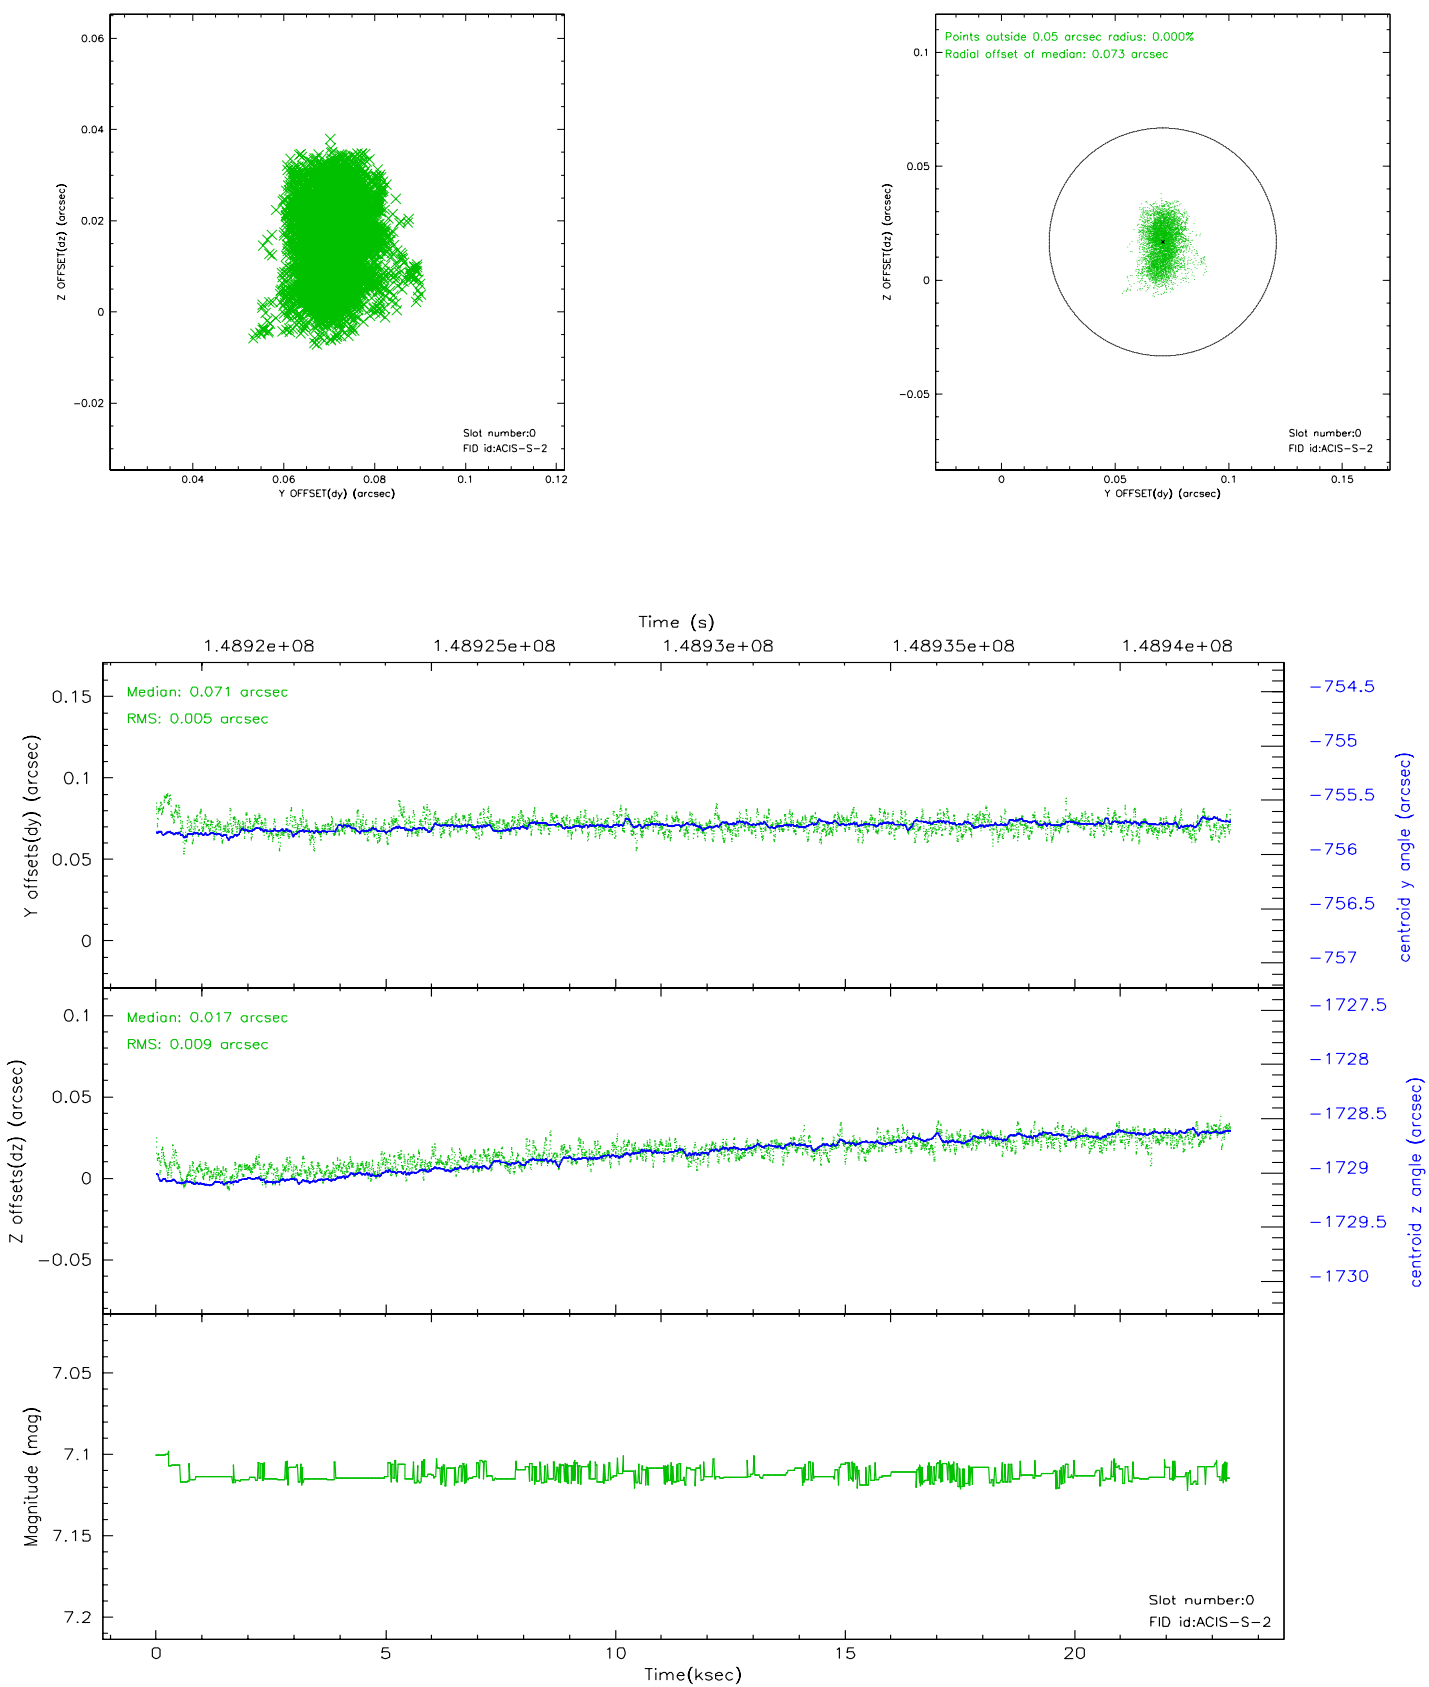 0.06
0.04
0.02
0
−0.02
Z OFFSET(dz) (arcsec)
Slot number:0
FID id:ACIS−S−2
0.04
0.06
0.08
0.1
0.12
Y OFFSET(dy) (arcsec)
Points outside 0.05 arcsec radius: 0.000%
Radial offset of median: 0.073 arcsec
0.1
0.05
0
−0.05
Z OFFSET(dz) (arcsec)
Slot number:0
FID id:ACIS−S−2
0
0.05
0.1
0.15
Y OFFSET(dy) (arcsec)
Time (s)
1.4892e+08
1.48925e+08
1.4893e+08
1.48935e+08
1.4894e+08
Median: 0.071 arcsec
RMS: 0.005 arcsec
0.15
0.1
0.05
0
Y offsets(dy) (arcsec)
−754.5
−755
−755.5
−756
−756.5
−757
centroid y angle (arcsec)
Median: 0.017 arcsec
RMS: 0.009 arcsec
0.1
0.05
0
−0.05
Z offsets(dz) (arcsec)
−1727.5
−1728
−1728.5
−1729
−1729.5
−1730
centroid z angle (arcsec)
7.05
7.1
7.15
7.2
Magnitude (mag)
Slot number:0
FID id:ACIS−S−2
0
5
10
15
20
Time(ksec)